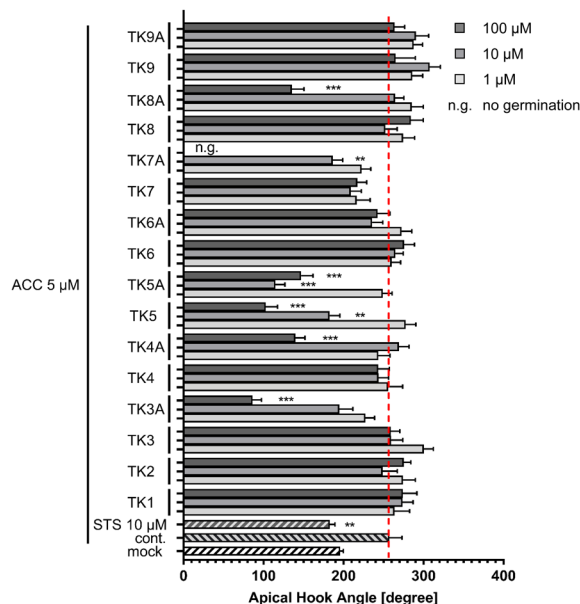 TK9A
100 µM
10 µM
TK9
1 µM
TK8A
***
n.g. no germination
TK8
n.g.
TK7A
**
TK7
TK6A
TK6
ACC 5 µM
TK5A
***
***
TK5
***
**
TK4A
***
TK4
TK3A
***
TK3
TK2
TK1
STS 10 µM
**
cont.
mock
0 100 200 300 400
Apical Hook Angle [degree]